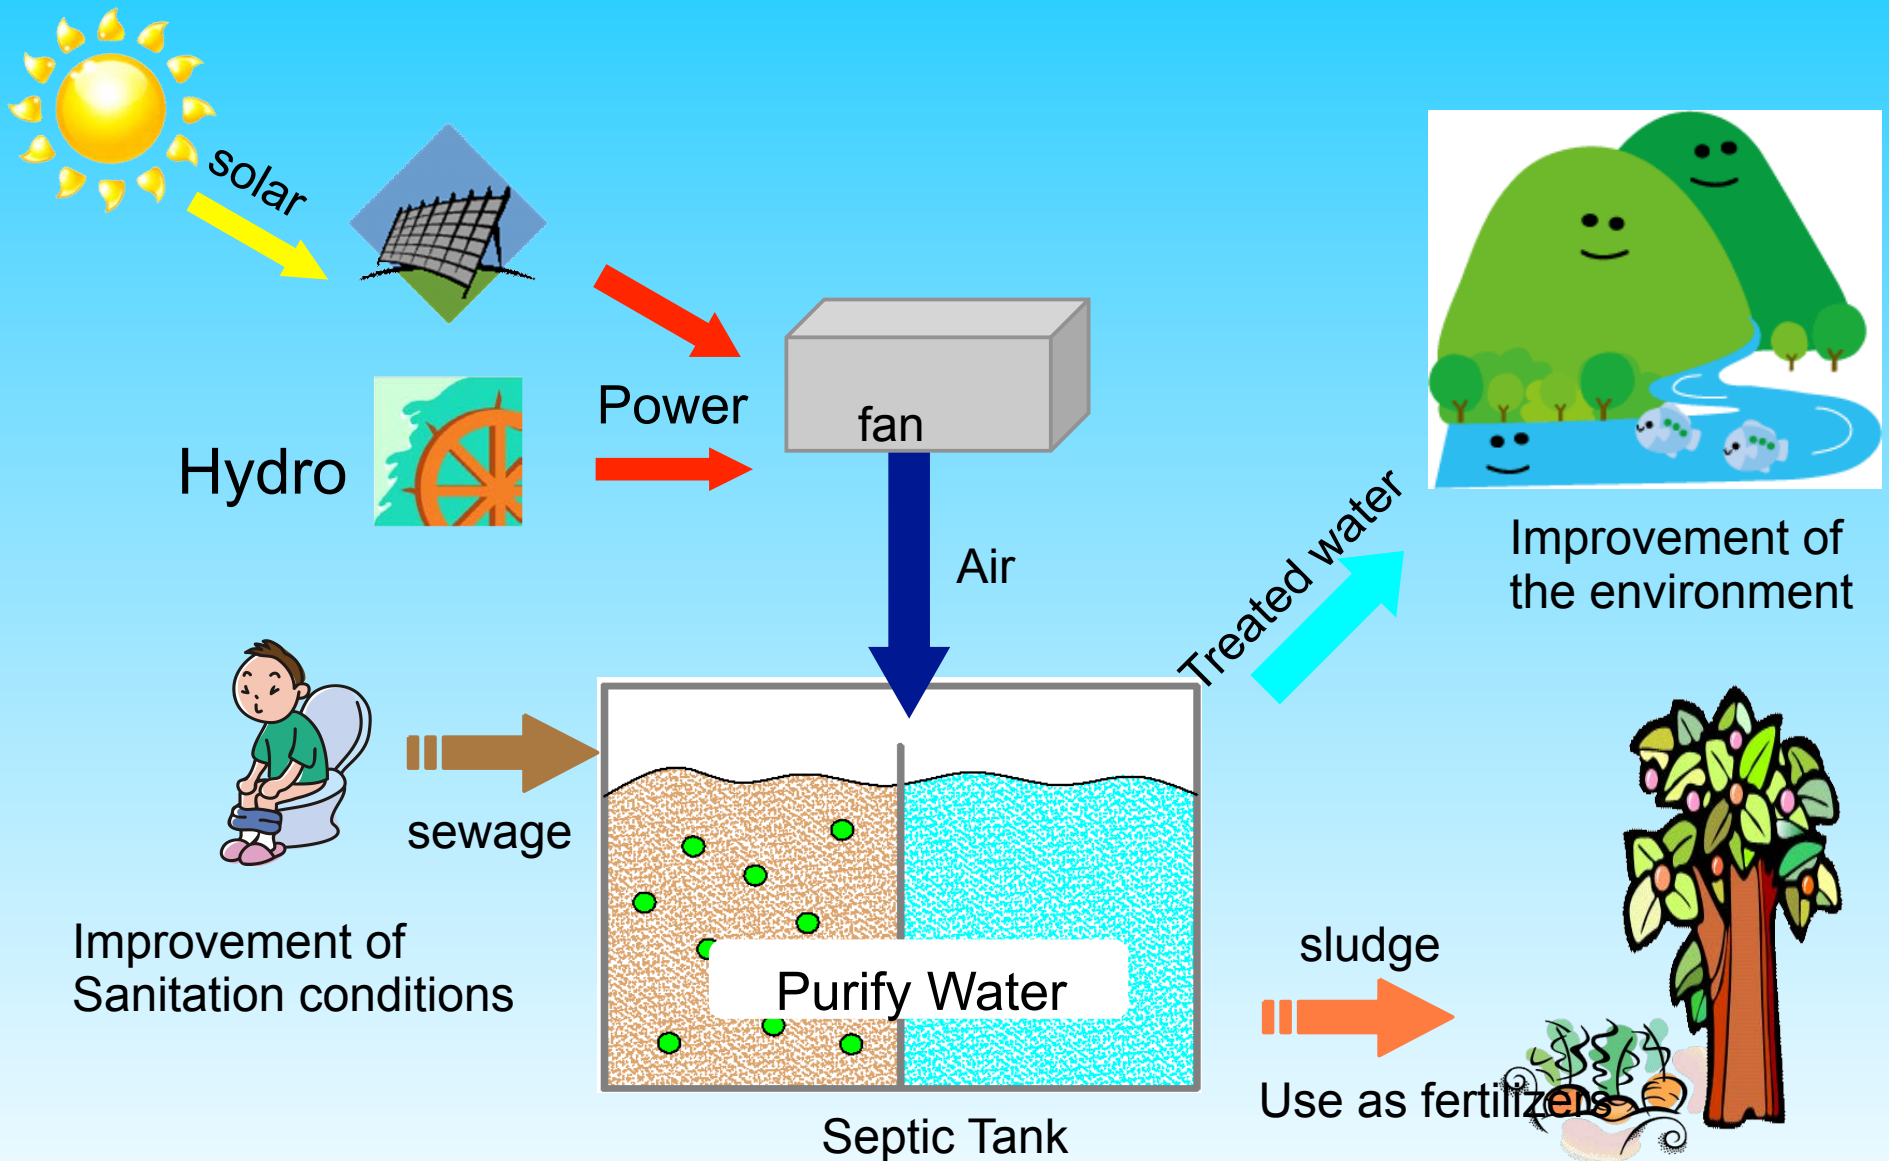 solar
Power
fan
Hydro
Air
Treated water
Improvement of
the environment
sewage
Improvement of
Sanitation conditions
Purify Water
sludge
Use as fertilizers
Septic Tank